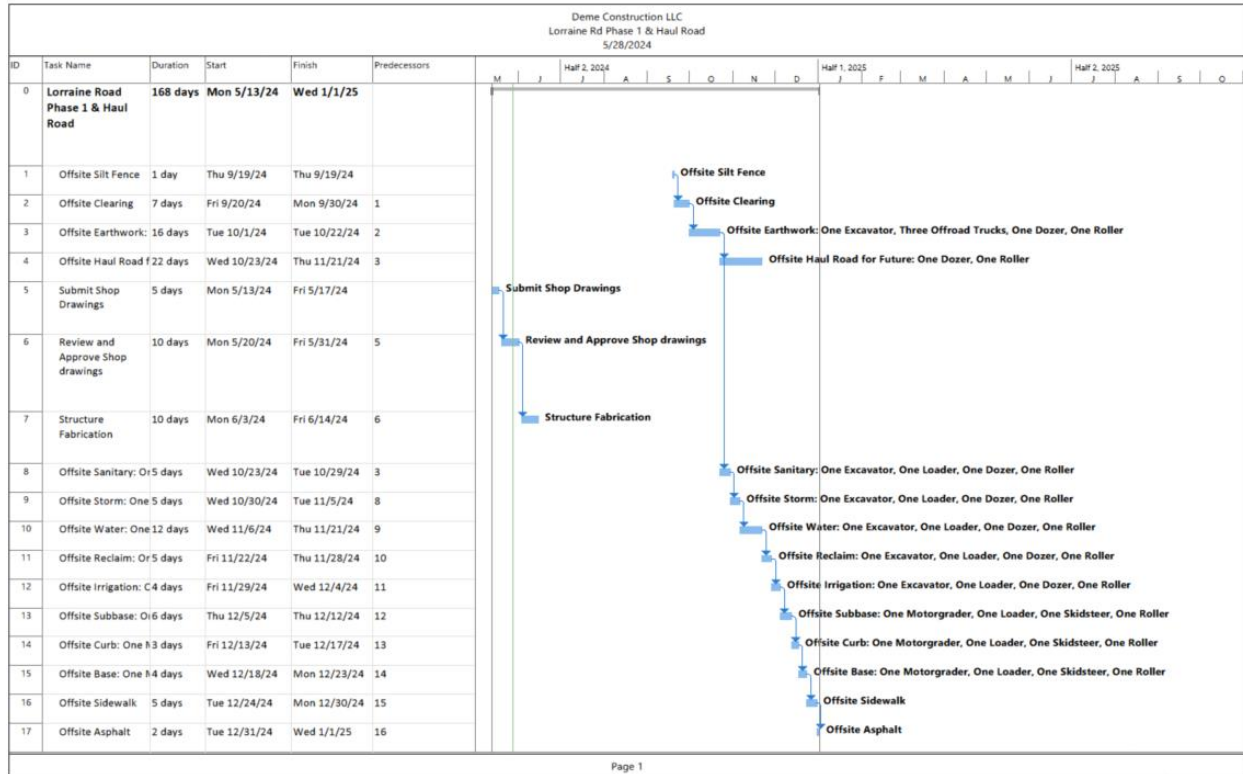 Deme Construction LLC
Lorraine Rd Phase 1 & Haul Road
5/28/2024
ID Task Name Duration Start Finish Predecessors
Half 2, 2024 Half 1, 2025 Half 2, 2025
M J J A S O N D J F M A M J J A S O
0 Lorraine Road 168 days Mon 5/13/24 Wed 1/1/25
Phase 1 & Haul
Road
1 Offsite Silt Fence 1 day Thu 9/19/24 Thu 9/19/24 Offsite Silt Fence
2 Offsite Clearing 7 days Fri 9/20/24 Mon 9/30/24 1 Offsite Clearing
3 Offsite Earthwork: 16 days Tue 10/1/24 Tue 10/22/24 2 Offsite Earthwork: One Excavator, Three Offroad Trucks, One Dozer, One Roller
4 Offsite Haul Road f 22 days Wed 10/23/24 Thu 11/21/24 3 Offsite Haul Road for Future: One Dozer, One Roller
5 Submit Shop 5 days Mon 5/13/24 Fri 5/17/24 Submit Shop Drawings
Drawings
6 Review and 10 days Mon 5/20/24 Fri 5/31/24 5 Review and Approve Shop drawings
Approve Shop
drawings
7 Structure 10 days Mon 6/3/24 Fri 6/14/24 6 Structure Fabrication
Fabrication
8 Offsite Sanitary: Or 5 days Wed 10/23/24 Tue 10/29/24 3 Offsite Sanitary: One Excavator, One Loader, One Dozer, One Roller
9 Offsite Storm: One 5 days Wed 10/30/24 Tue 11/5/24 8 Offsite Storm: One Excavator, One Loader, One Dozer, One Roller
10 Offsite Water: One 12 days Wed 11/6/24 Thu 11/21/24 9 Offsite Water: One Excavator, One Loader, One Dozer, One Roller
11 Offsite Reclaim: Or 5 days Fri 11/22/24 Thu 11/28/24 10 Offsite Reclaim: One Excavator, One Loader, One Dozer, One Roller
12 Offsite Irrigation: C 4 days Fri 11/29/24 Wed 12/4/24 11 Offsite Irrigation: One Excavator, One Loader, One Dozer, One Roller
13 Offsite Subbase: Or 6 days Thu 12/5/24 Thu 12/12/24 12 Offsite Subbase: One Motorgrader, One Loader, One Skidsteer, One Roller
14 Offsite Curb: One M 3 days Fri 12/13/24 Tue 12/17/24 13 Offsite Curb: One Motorgrader, One Loader, One Skidsteer, One Roller
15 Offsite Base: One M 4 days Wed 12/18/24 Mon 12/23/24 14 Offsite Base: One Motorgrader, One Loader, One Skidsteer, One Roller
16 Offsite Sidewalk 5 days Tue 12/24/24 Mon 12/30/24 15 Offsite Sidewalk
17 Offsite Asphalt 2 days Tue 12/31/24 Wed 1/1/25 16 Offsite Asphalt
Page 1